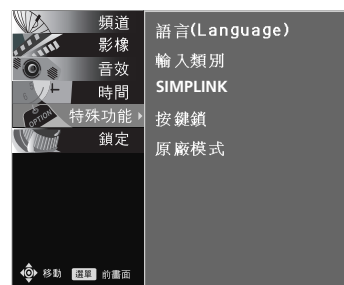 頻道
影像
音效
時間
特殊功能
鎖定
移動 選單 前畫面
語言(Language)
輸入類別
SIMPLINK
按鍵鎖
原廠模式
OPTION